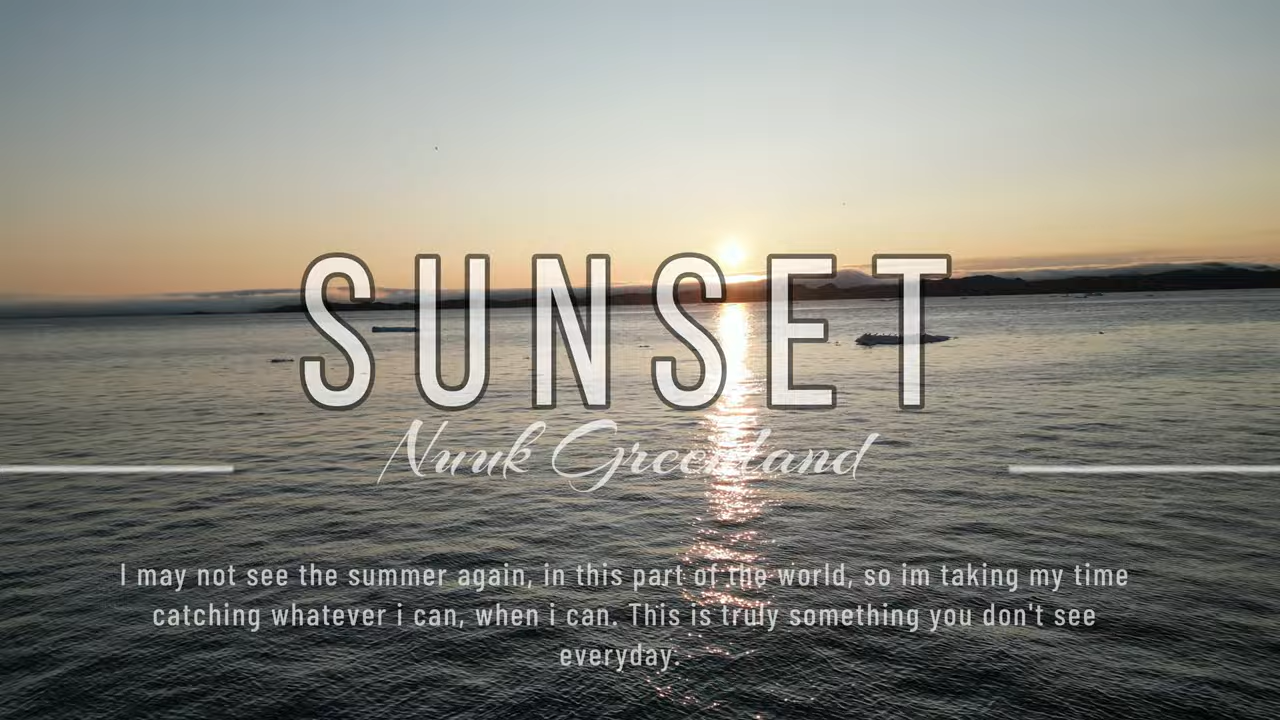 SUNSET
Nuuk Greenland
I may not see the summer again, in this part of the world, so im taking my time
catching whatever i can, when i can. This is truly something you don't see
everyday.